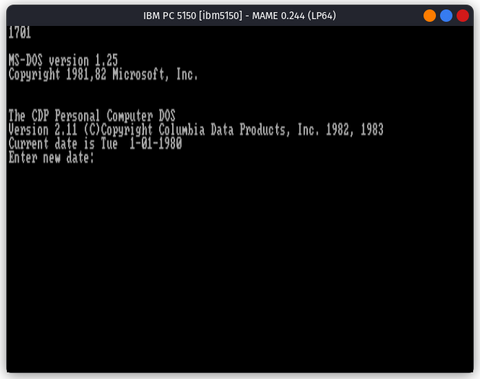 IBM PC 5150 [ibm5150] - MAME 0.244 (LP64)
1701
MS-DOS version 1.25
Copyright 1981,82 Microsoft, Inc.
The CDP Personal Computer DOS
Version 2.11 (C)Copyright Columbia Data Products, Inc. 1982, 1983
Current date is Tue  1-01-1980
Enter new date: